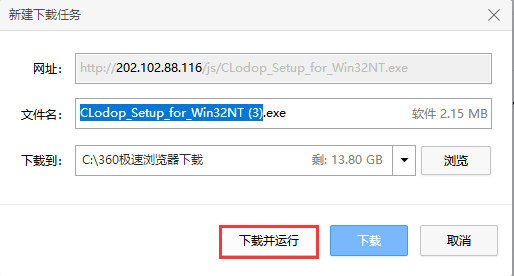 新建下载任务
网址： http://202.102.88.116/js/CLodop_Setup_for_Win32NT.exe
文件名： CLodop_Setup_for_Win32NT (3).exe 软件 2.15 MB
下载到： C:\360极速浏览器下载 剩: 13.80 GB 浏览
下载并运行 下载 取消